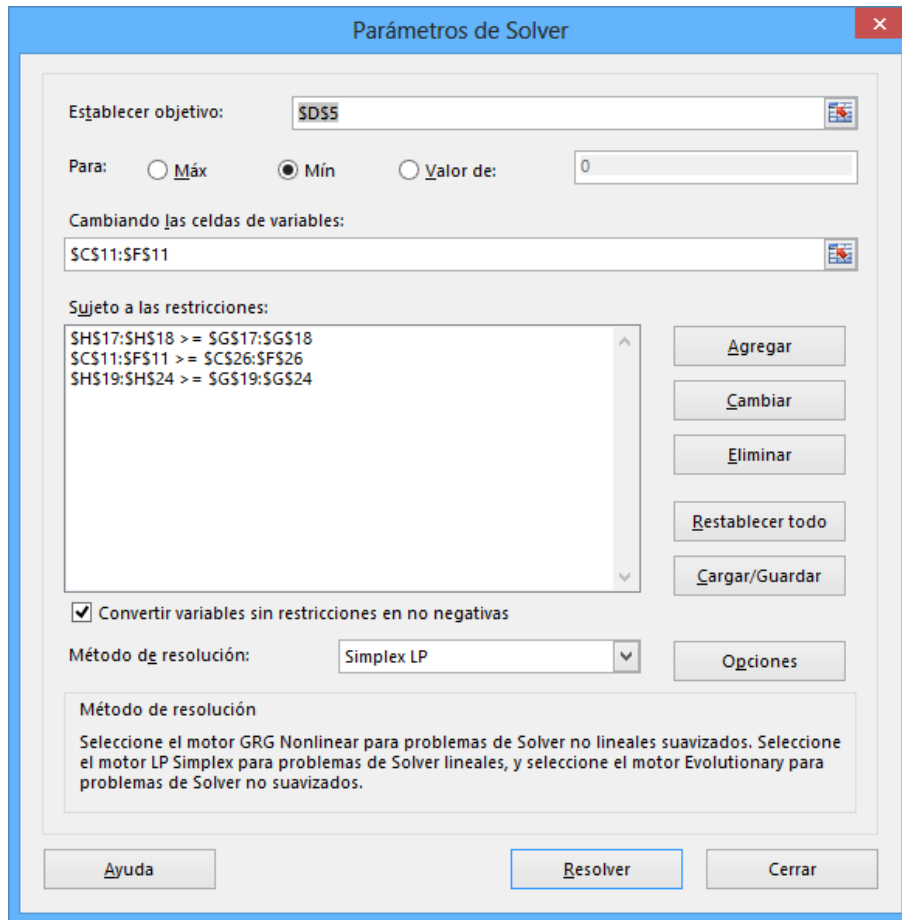 Parámetros de Solver
Establecer objetivo:
$D$5
Para:
Máx
Mín
Valor de:
0
Cambiando las celdas de variables:
$C$11:$F$11
Sujeto a las restricciones:
$H$17:$H$18 >= $G$17:$G$18
$C$11:$F$11 >= $C$26:$F$26
$H$19:$H$24 >= $G$19:$G$24
Agregar
Cambiar
Eliminar
Restablecer todo
Cargar/Guardar
Convertir variables sin restricciones en no negativas
Método de resolución:
Simplex LP
Opciones
Método de resolución
Seleccione el motor GRG Nonlinear para problemas de Solver no lineales suavizados. Seleccione
el motor LP Simplex para problemas de Solver lineales, y seleccione el motor Evolutionary para
problemas de Solver no suavizados.
Ayuda
Resolver
Cerrar